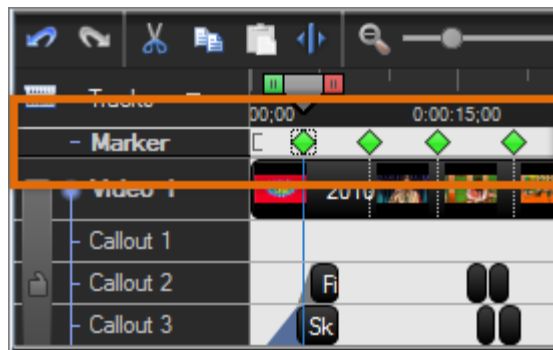 Tracks
00;00 0:00:15;00
Marker
Video 1
2010
Callout 1
Callout 2
Fi
Callout 3
Sk